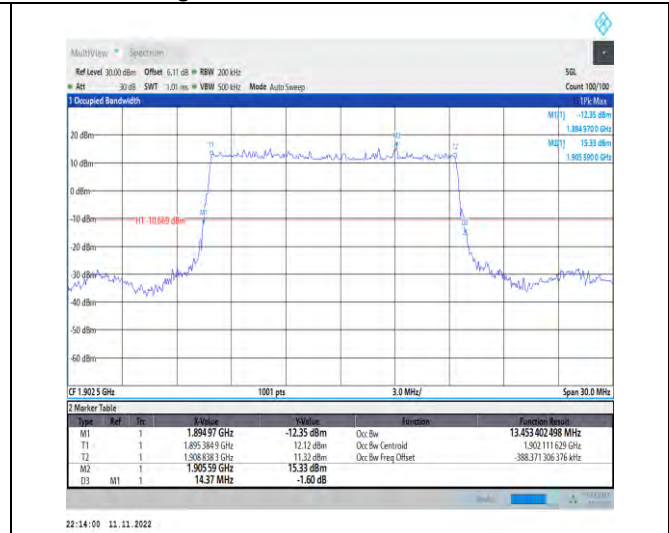 MultiView Spectrum
Ref Level 30.00 dBm Offset 6.11 dB RBW 200 kHz SGL
Att 30 dB SWT 1.01 ms VBW 500 kHz Mode Auto Sweep Count 100/100
1 Occupied Bandwidth 1Pk Max
M1[1] -12.35 dBm
1.894 970 0 GHz
M2[1] 15.33 dBm
1.905 590 0 GHz
20 dBm
T1 M2 T2
10 dBm
0 dBm
-10 dBm H1 -10.669 dBm M1 D3
-20 dBm
-30 dBm
-40 dBm
-50 dBm
-60 dBm
CF 1.902 5 GHz 1001 pts 3.0 MHz/ Span 30.0 MHz
2 Marker Table
Type Ref Trc X-Value Y-Value Function Function Result
M1 1 1.894 97 GHz -12.35 dBm Occ Bw 13.453 402 498 MHz
T1 1 1.895 384 9 GHz 12.12 dBm Occ Bw Centroid 1.902 111 629 GHz
T2 1 1.908 838 3 GHz 11.32 dBm Occ Bw Freq Offset -388.371 306 376 kHz
M2 1 1.905 59 GHz 15.33 dBm
D3 M1 1 14.37 MHz -1.60 dB
22:14:00 11.11.2022